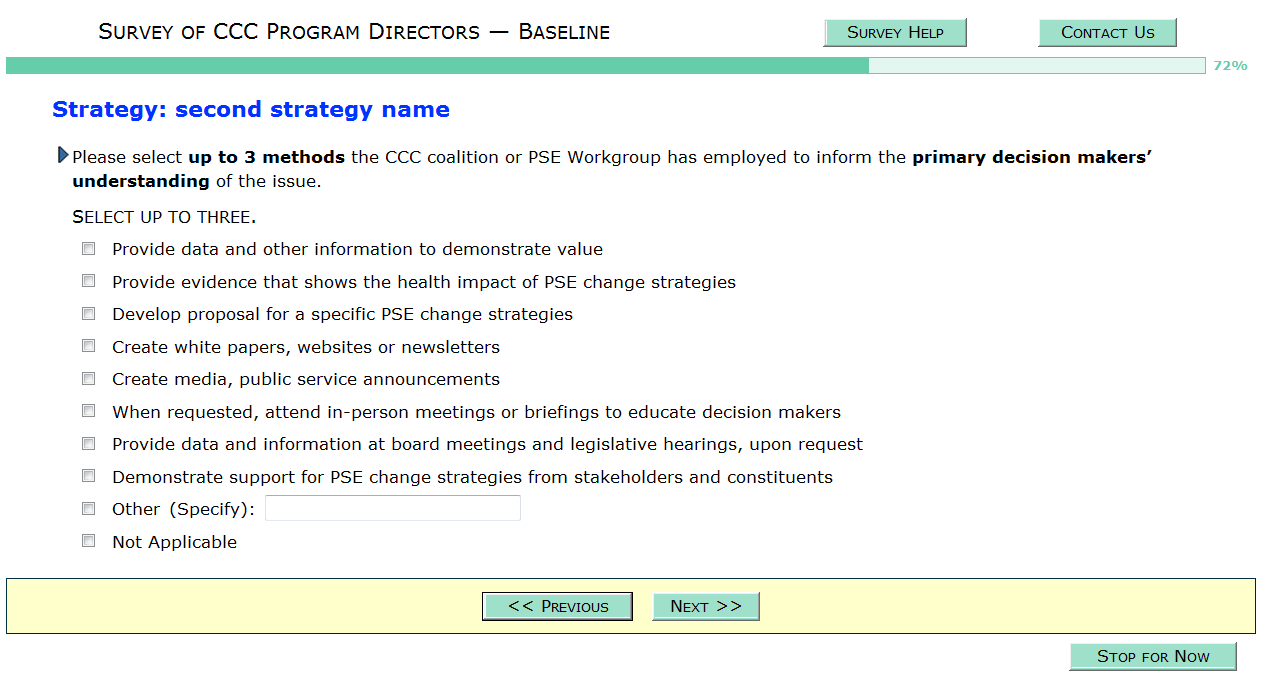 SURVEY OF CCC PROGRAM DIRECTORS — BASELINE
SURVEY HELP
CONTACT US
72%
Strategy: second strategy name
Please select up to 3 methods the CCC coalition or PSE Workgroup has employed to inform the primary decision makers’
understanding of the issue.
SELECT UP TO THREE.
Provide data and other information to demonstrate value
Provide evidence that shows the health impact of PSE change strategies
Develop proposal for a specific PSE change strategies
Create white papers, websites or newsletters
Create media, public service announcements
When requested, attend in-person meetings or briefings to educate decision makers
Provide data and information at board meetings and legislative hearings, upon request
Demonstrate support for PSE change strategies from stakeholders and constituents
Other (Specify):
Not Applicable
<< PREVIOUS
NEXT >>
STOP FOR NOW